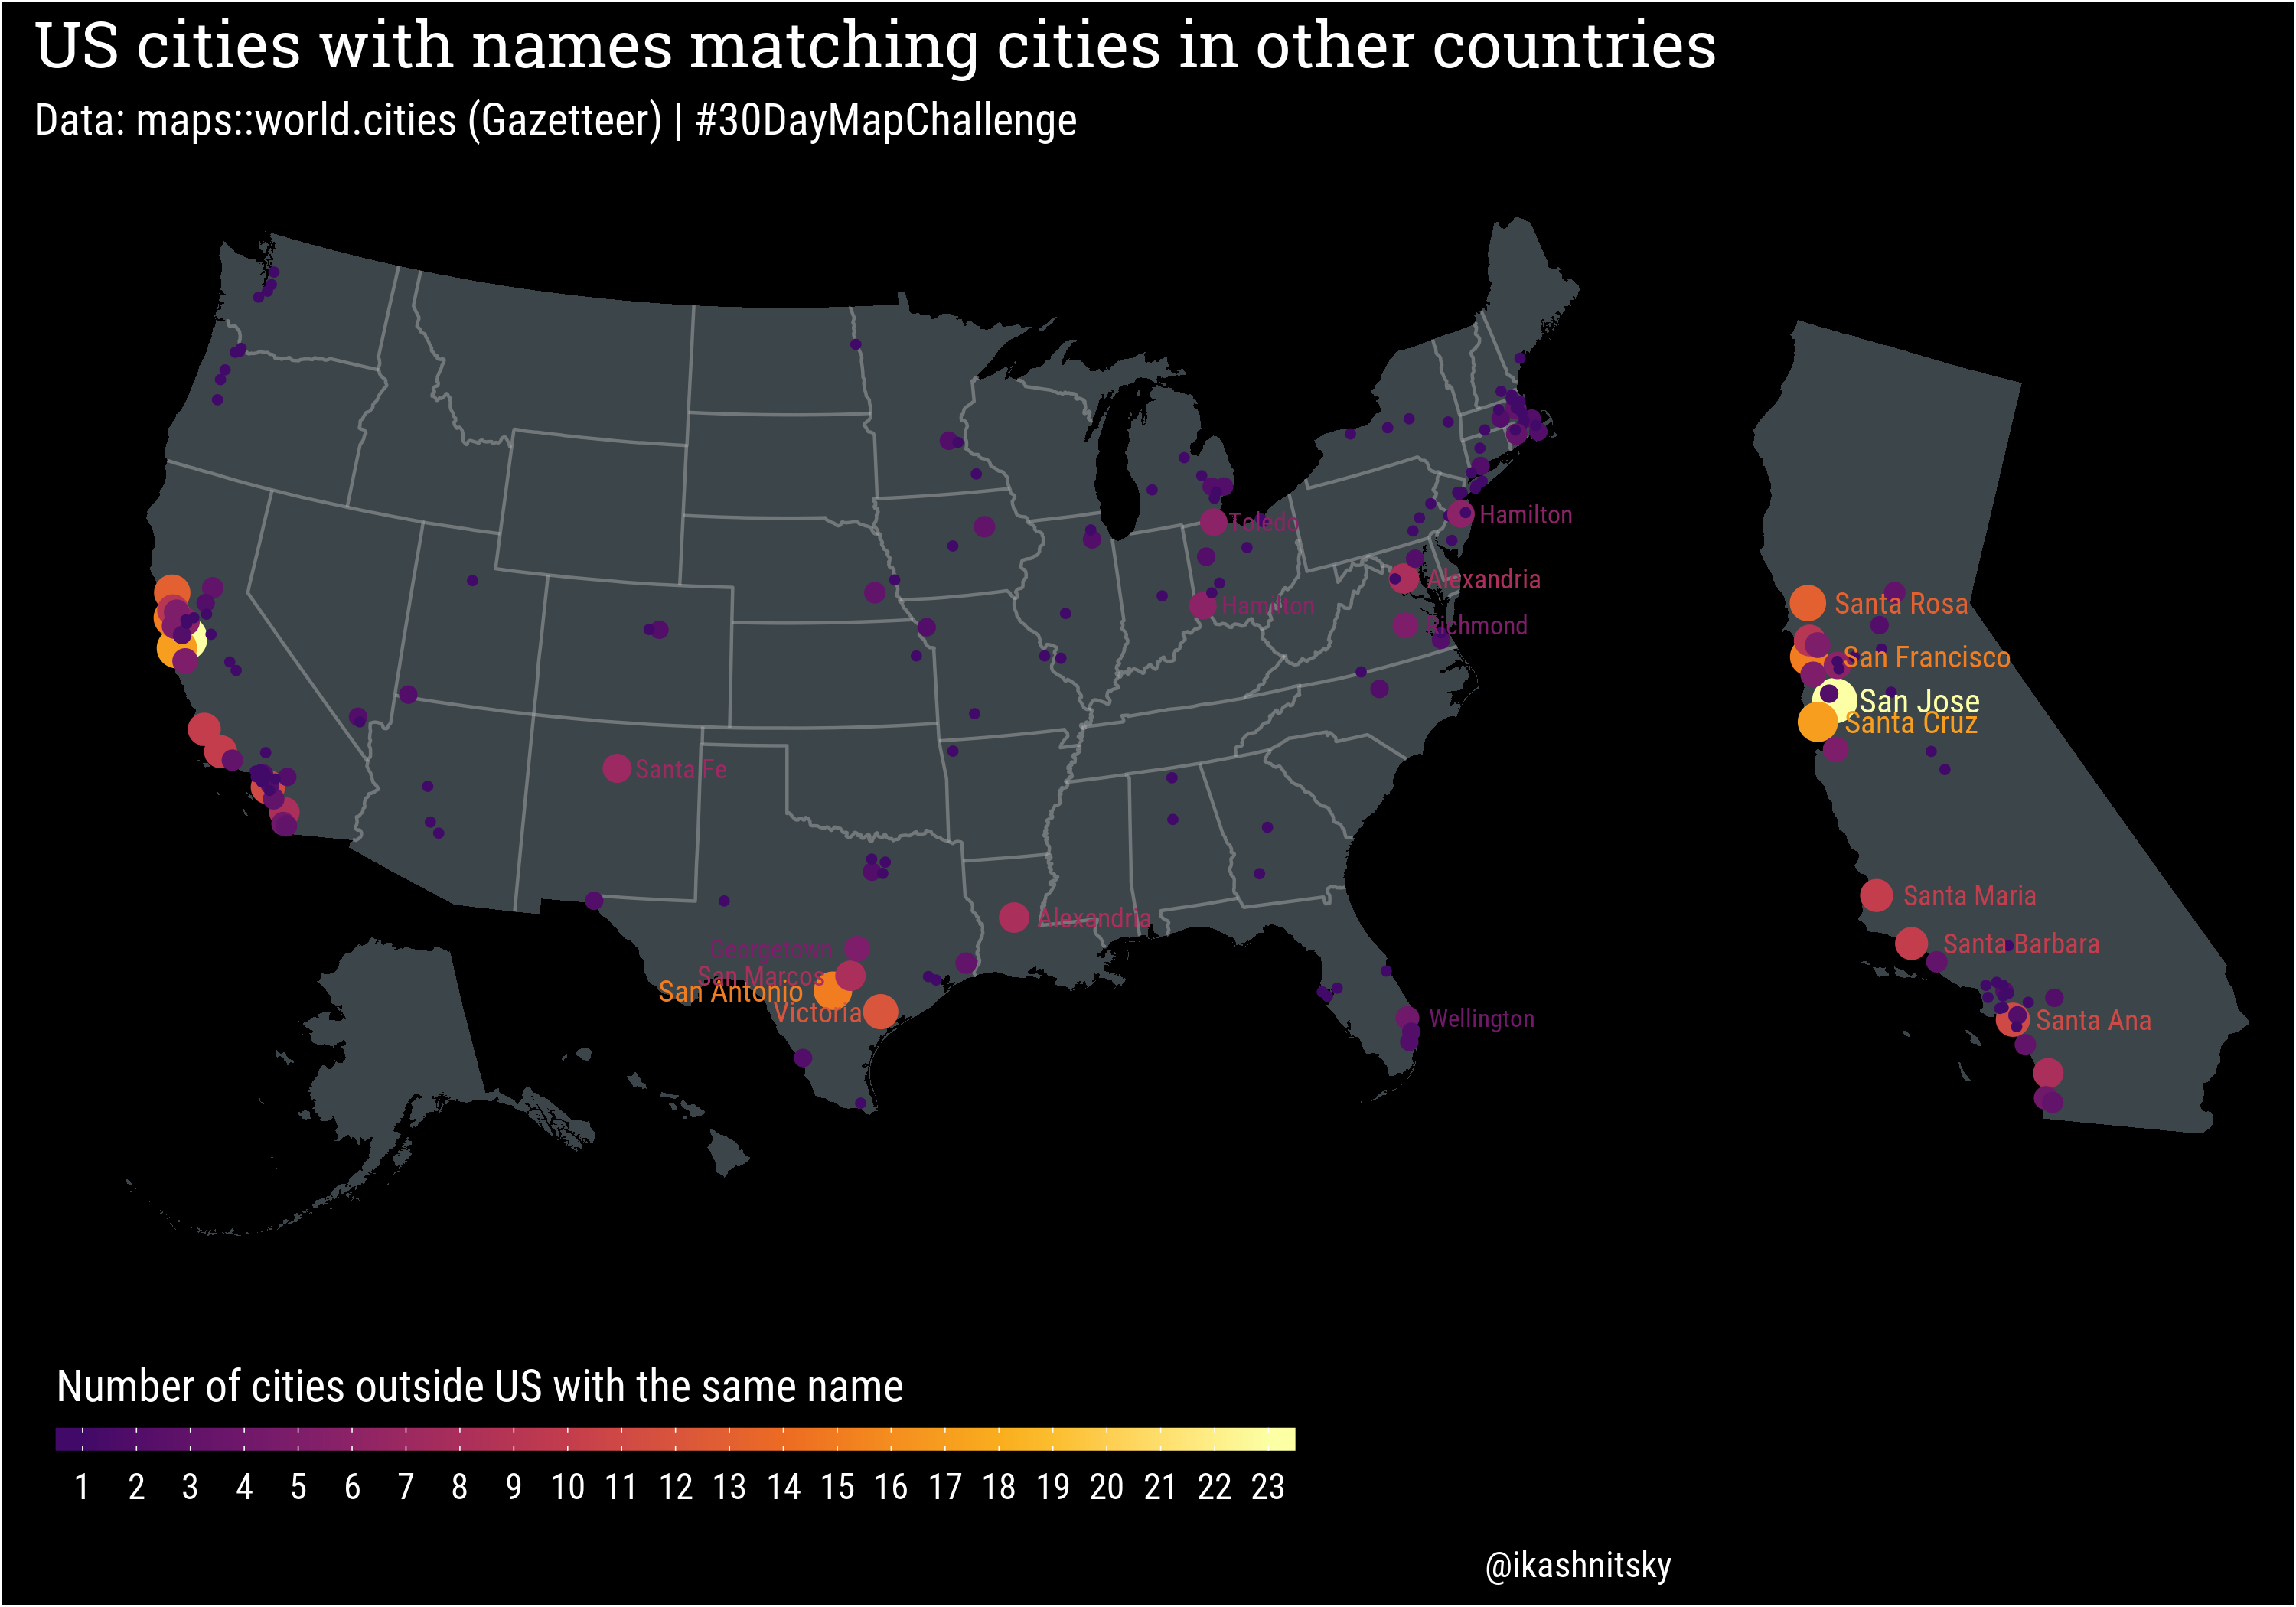 US cities with names matching cities in other countries
Data: maps::world.cities (Gazetteer) | #30DayMapChallenge
Toledo
Hamilton
Alexandria
Hamilton
Richmond
Santa Fe
Alexandria
Georgetown
San Marcos
San Antonio
Victoria
Wellington
Santa Rosa
San Francisco
San Jose
Santa Cruz
Santa Maria
Santa Barbara
Santa Ana
Number of cities outside US with the same name
1 2 3 4 5 6 7 8 9 10 11 12 13 14 15 16 17 18 19 20 21 22 23
@ikashnitsky